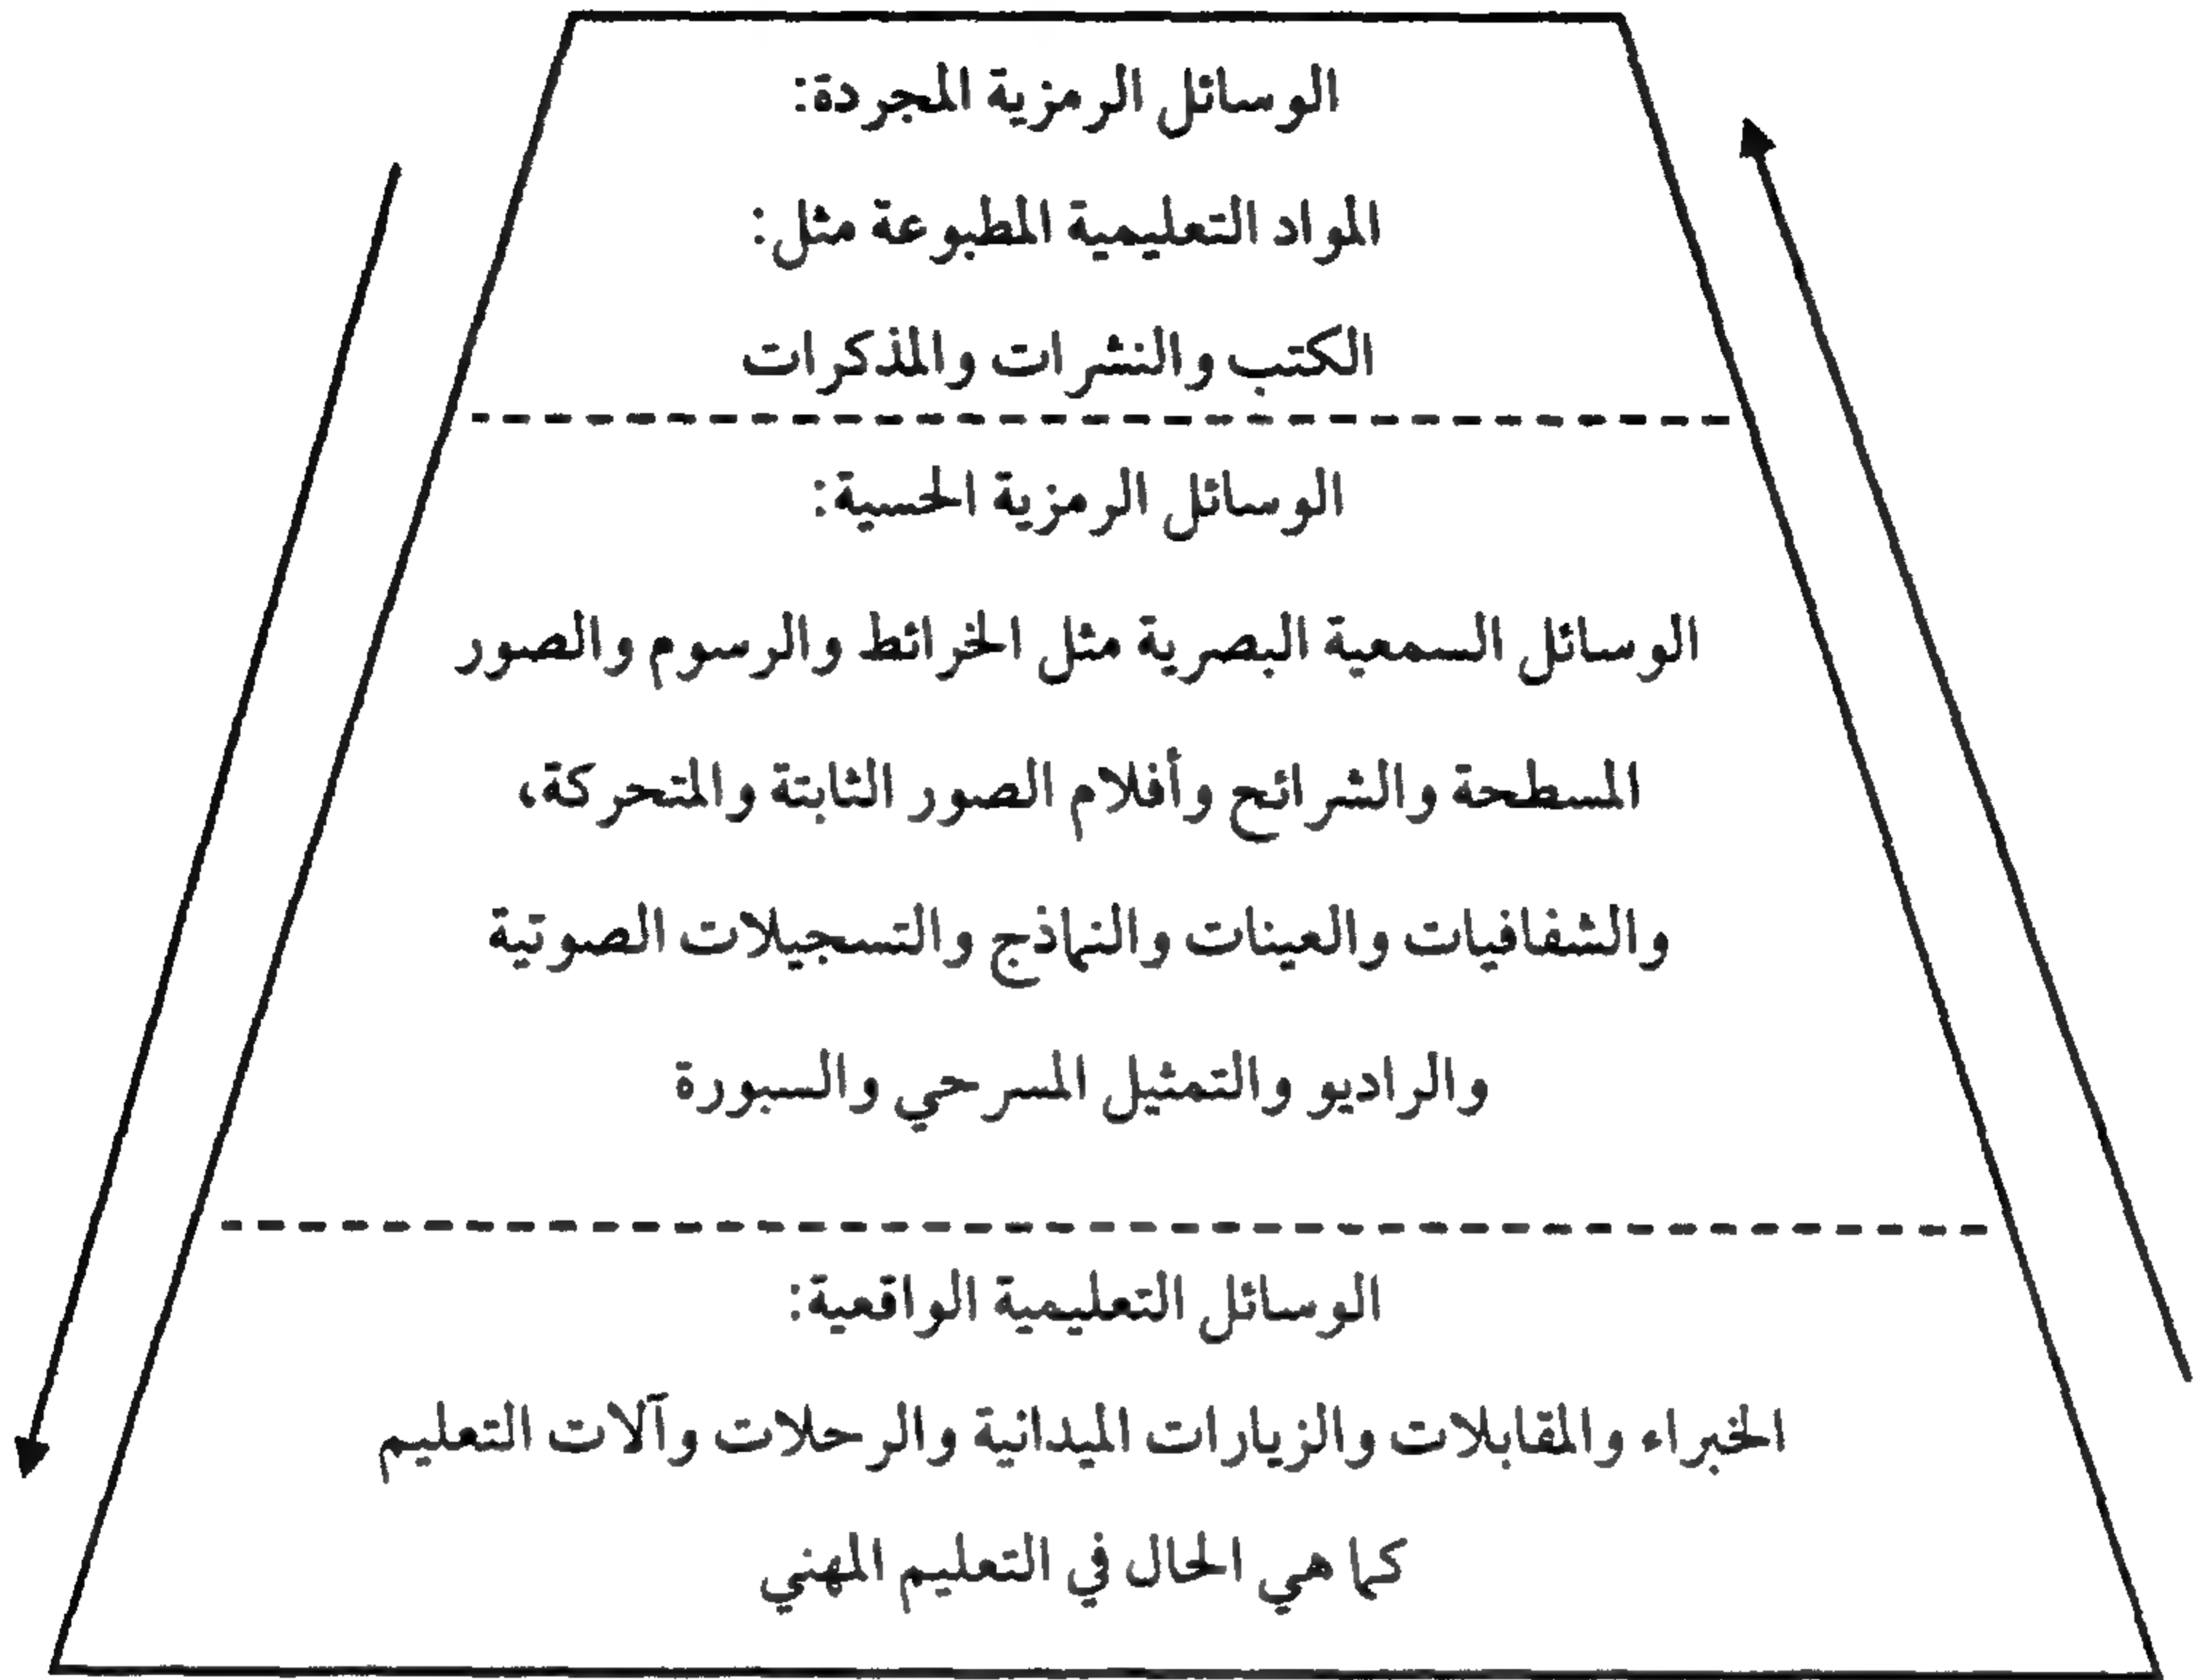 الوسائل الرمزية المجردة:
المواد التعليمية المطبوعة مثل:
الكتب والنشرات والمذكرات
الوسائل الرمزية الحسية:
الوسائل السمعية البصرية مثل الخرائط والرسوم والصور
المسطحة والشرائح وأفلام الصور الثابتة والمتحركة،
والشفافيات والعينات والنماذج والتسجيلات الصوتية
والراديو والتمثيل المسرحي والسبورة
الوسائل التعليمية الواقعية:
الخبراء والمقابلات والزيارات الميدانية والرحلات وآلات التعليم
كما هي الحال في التعليم المهني